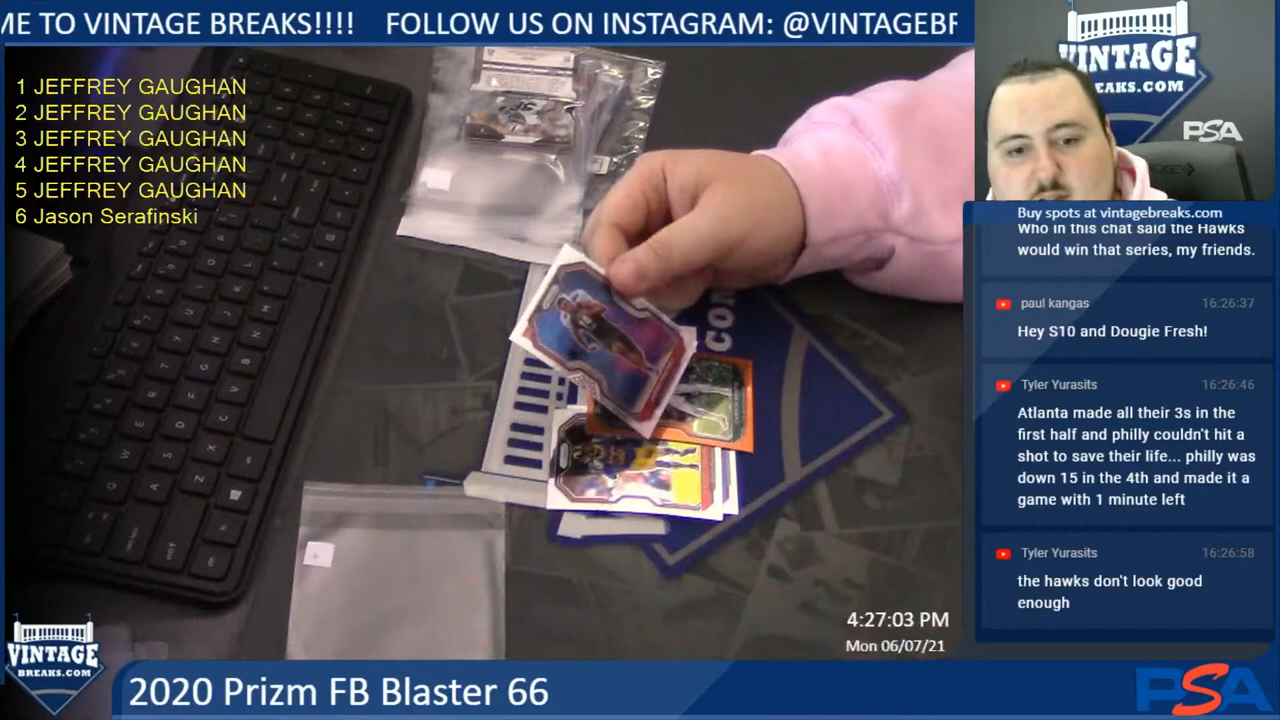 ME TO VINTAGE BREAKS!!!! FOLLOW US ON INSTAGRAM: @VINTAGEBF
1 JEFFREY GAUGHAN
2 JEFFREY GAUGHAN
3 JEFFREY GAUGHAN
4 JEFFREY GAUGHAN
5 JEFFREY GAUGHAN
6 Jason Serafinski
VINTAGE
EAKS.COM
PSA
Buy spots at vintagebreaks.com
Who in this chat said the Hawks
would win that series, my friends.
paul kangas 16:26:37
Hey S10 and Dougie Fresh!
Tyler Yurasits 16:26:46
Atlanta made all their 3s in the
first half and philly couldn't hit a
shot to save their life... philly was
down 15 in the 4th and made it a
game with 1 minute left
Tyler Yurasits 16:26:58
the hawks don't look good
enough
COM
4:27:03 PM
Mon 06/07/21
VINTAGE
BREAKS.COM
2020 Prizm FB Blaster 66
PSA